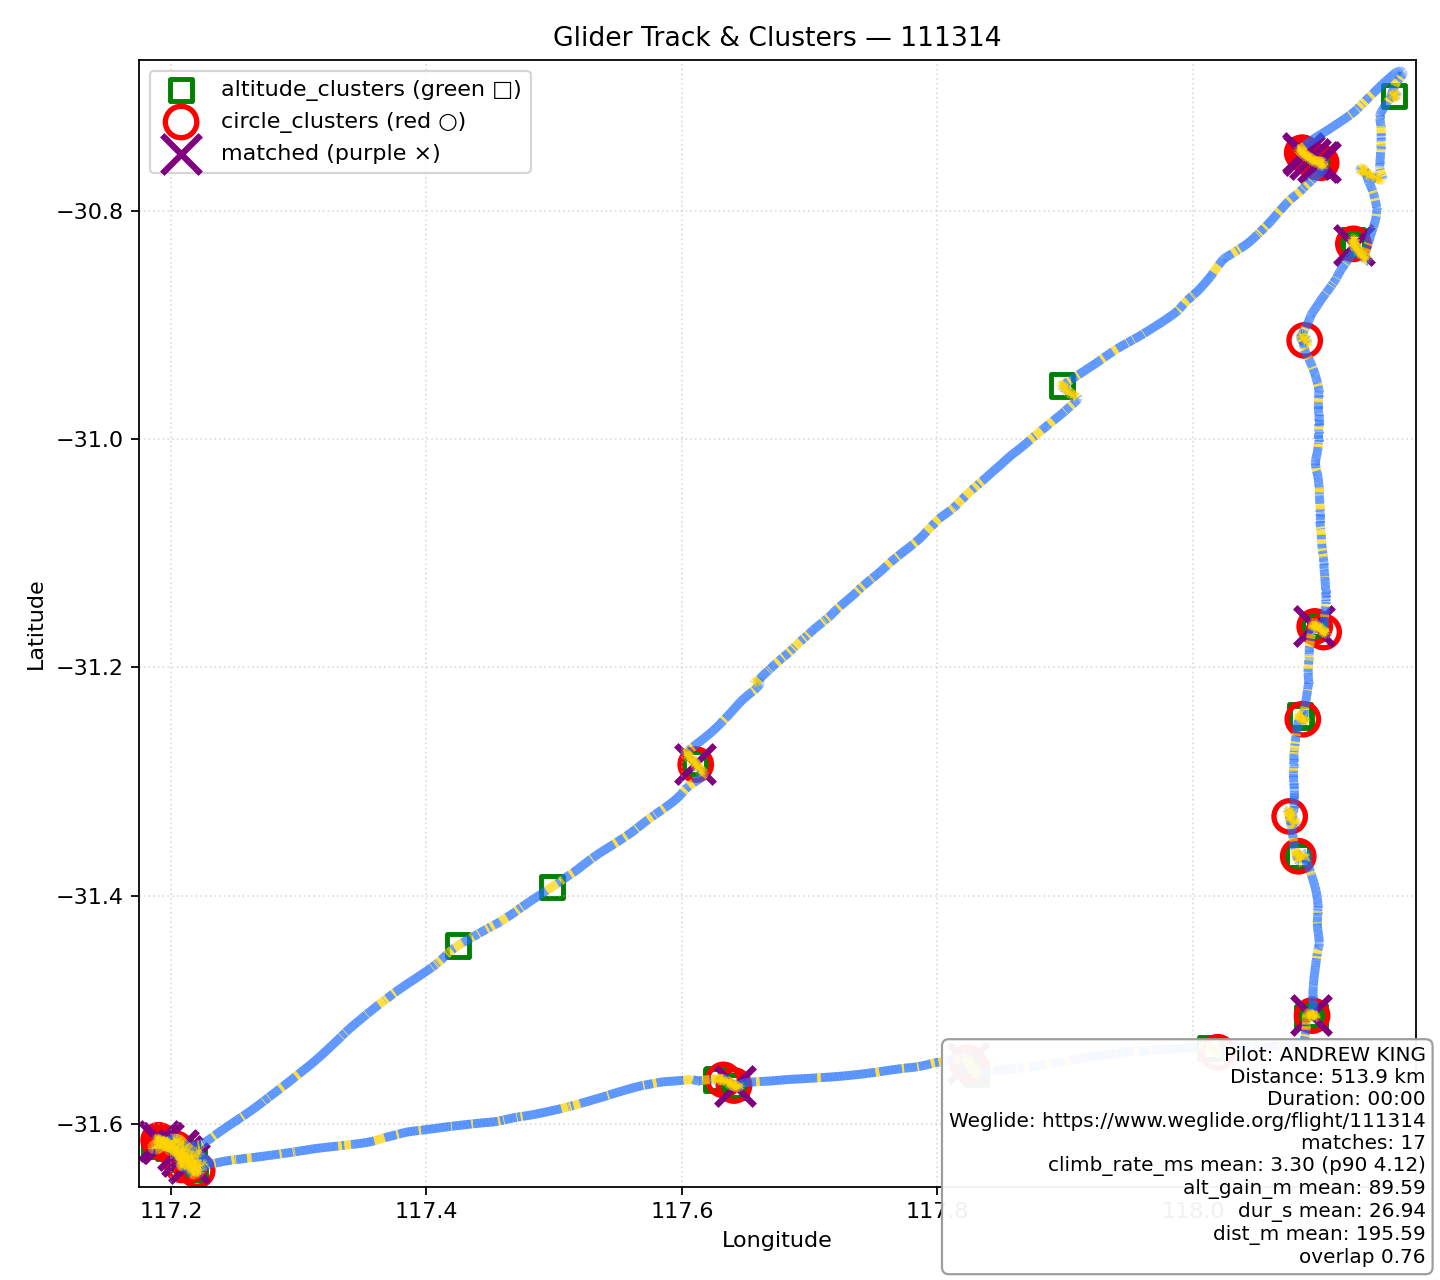 Glider Track & Clusters — 111314
altitude_clusters (green □)
circle_clusters (red ○)
matched (purple ×)
Latitude
−30.8
−31.0
−31.2
−31.4
−31.6
117.2
117.4
117.6
117.8
118.0
Longitude
Pilot: ANDREW KING
Distance: 513.9 km
Duration: 00:00
Weglide: https://www.weglide.org/flight/111314
matches: 17
climb_rate_ms mean: 3.30 (p90 4.12)
alt_gain_m mean: 89.59
dur_s mean: 26.94
dist_m mean: 195.59
overlap 0.76